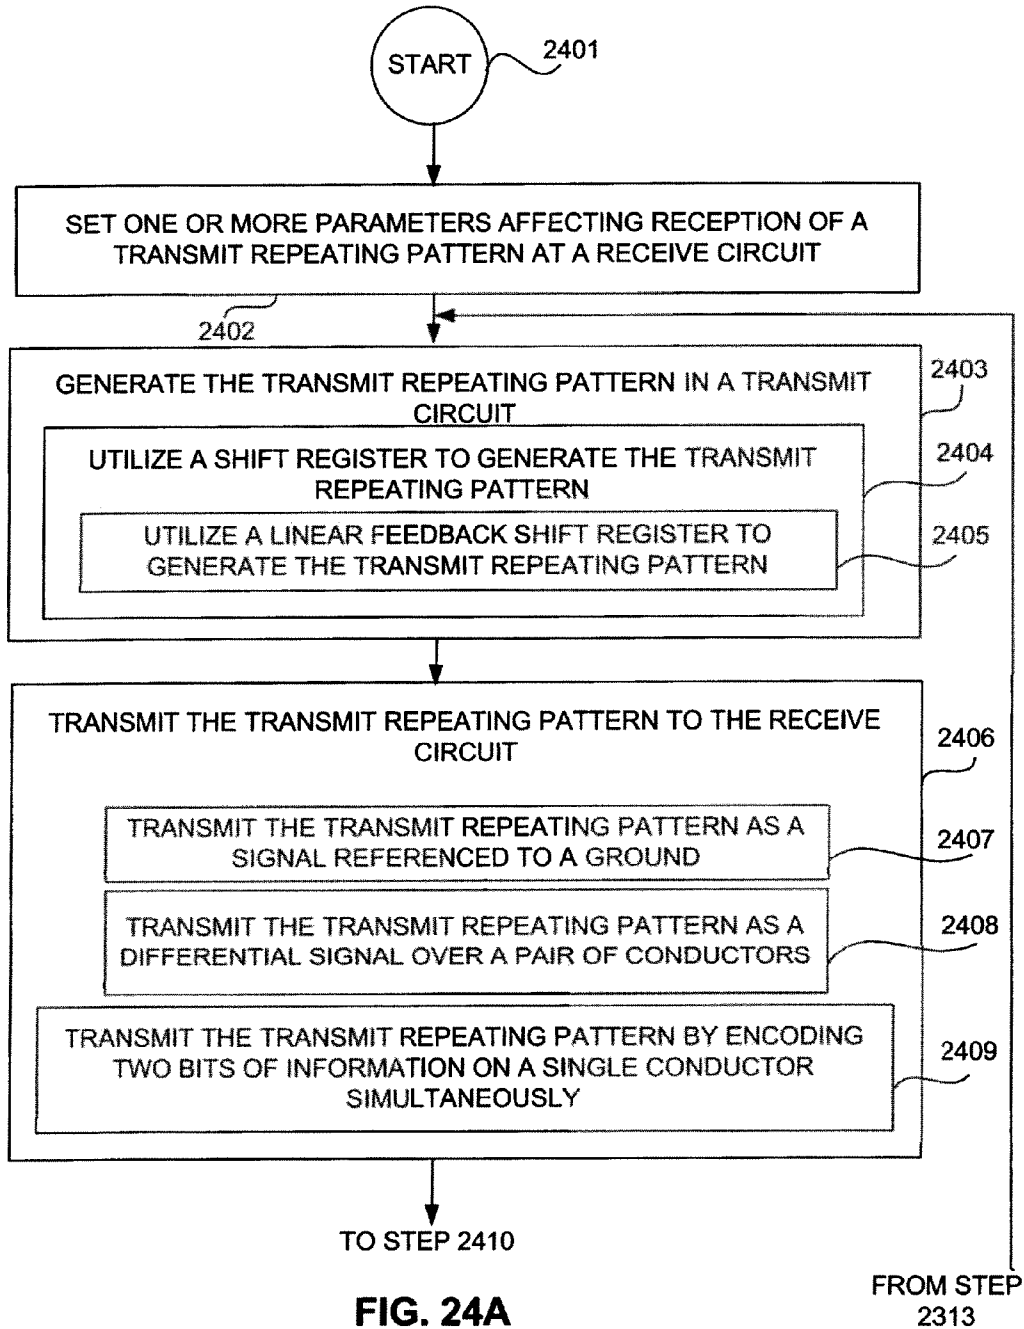 START
2401
SET ONE OR MORE PARAMETERS AFFECTING RECEPTION OF A
TRANSMIT REPEATING PATTERN AT A RECEIVE CIRCUIT
2402
GENERATE THE TRANSMIT REPEATING PATTERN IN A TRANSMIT
CIRCUIT
2403
UTILIZE A SHIFT REGISTER TO GENERATE THE TRANSMIT
REPEATING PATTERN
2404
UTILIZE A LINEAR FEEDBACK SHIFT REGISTER TO
GENERATE THE TRANSMIT REPEATING PATTERN
2405
TRANSMIT THE TRANSMIT REPEATING PATTERN TO THE RECEIVE
CIRCUIT
2406
TRANSMIT THE TRANSMIT REPEATING PATTERN AS A
SIGNAL REFERENCED TO A GROUND
2407
TRANSMIT THE TRANSMIT REPEATING PATTERN AS A
DIFFERENTIAL SIGNAL OVER A PAIR OF CONDUCTORS
2408
TRANSMIT THE TRANSMIT REPEATING PATTERN BY ENCODING
TWO BITS OF INFORMATION ON A SINGLE CONDUCTOR
SIMULTANEOUSLY
2409
TO STEP 2410
FROM STEP
2313
FIG. 24A